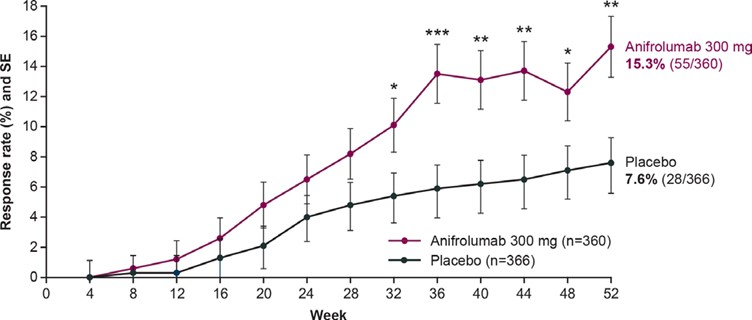 Response rate (%) and SE
18
16
14
12
10
8
6
4
2
0
*
***
**
**
*
**
Anifrolumab 300 mg
15.3% (55/360)
Placebo
7.6% (28/366)
Anifrolumab 300 mg (n=360)
Placebo (n=366)
0 4 8 12 16 20 24 28 32 36 40 44 48 52
Week